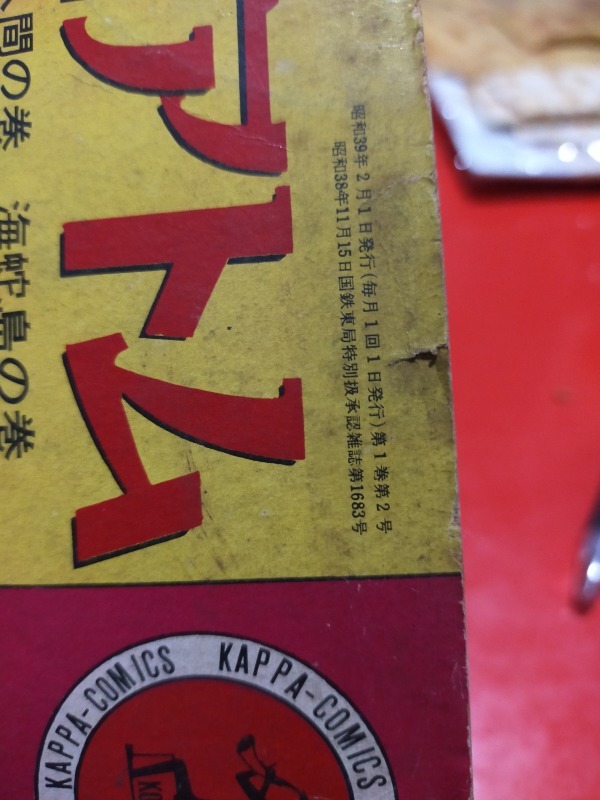 昭和39年2月1日発行(毎月1回1日発行)第1巻第2号
昭和38年11月15日国鉄東局特別扱承認雑誌第1683号
アトム
人間の巻 海蛇島の巻
KAPPA-COMICS KAPPA-COMICS